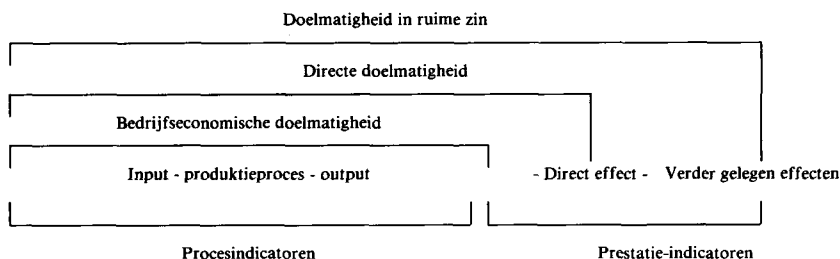 Doelmatigheid in ruime zin
Directe doelmatigheid
Bedrijfseconomische doelmatigheid
Input - produktieproces - output - Direct effect - Verder gelegen effecten
Procesindicatoren Prestatie-indicatoren